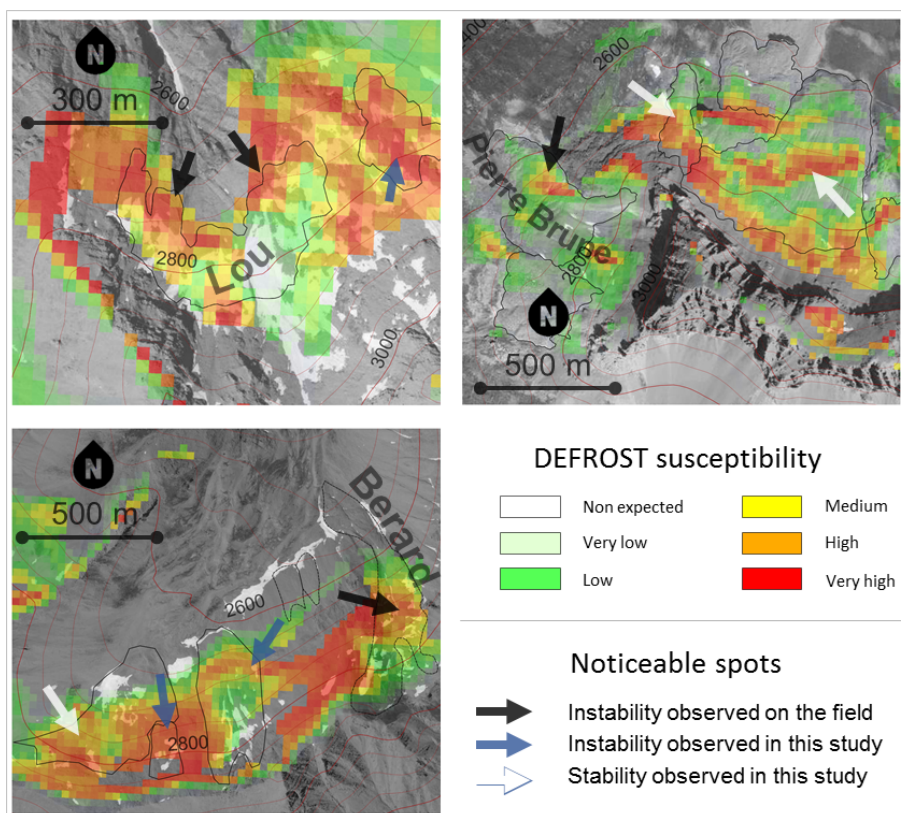 N
300 m
2600
2800
Lou
3000
2600
Pierre Brune
2800
3000
N
500 m
N
500 m
Berard
2600
2800
DEFROST susceptibility
Non expected
Medium
Very low
High
Low
Very high
Noticeable spots
Instability observed on the field
Instability observed in this study
Stability observed in this study